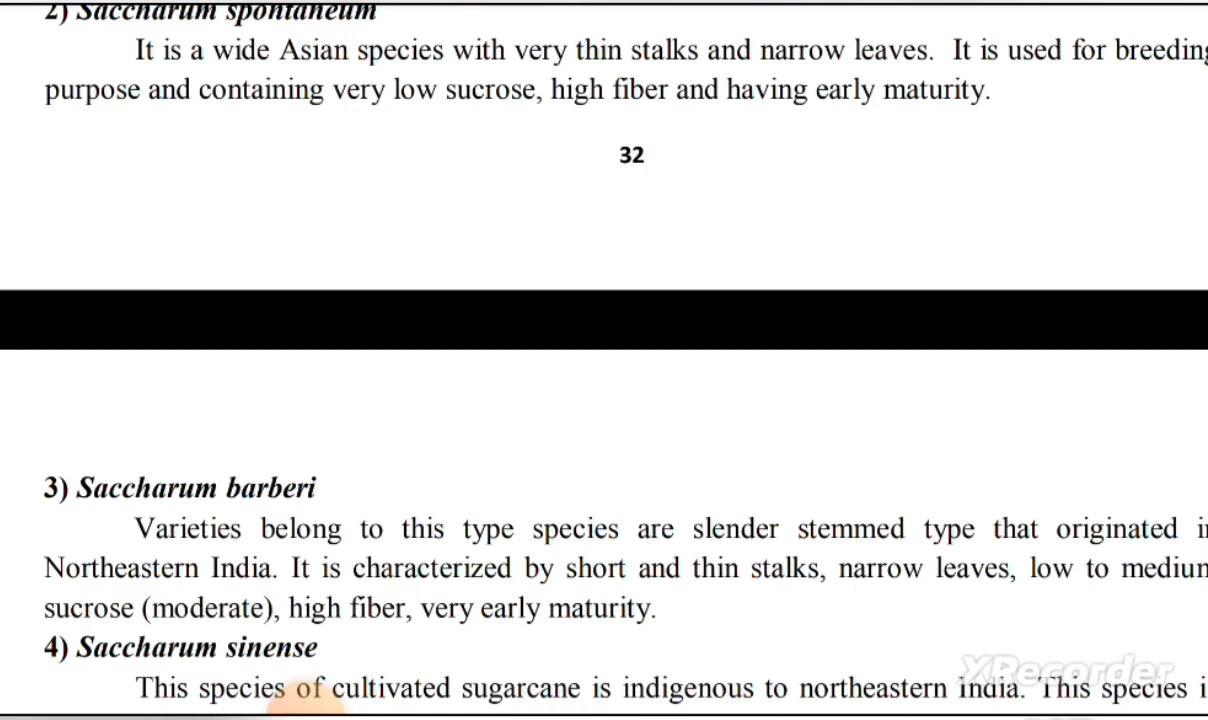 2) Saccharum spontaneum
It is a wide Asian species with very thin stalks and narrow leaves. It is used for breeding
purpose and containing very low sucrose, high fiber and having early maturity.
32
3) Saccharum barberi
Varieties belong to this type species are slender stemmed type that originated in
Northeastern India. It is characterized by short and thin stalks, narrow leaves, low to medium
sucrose (moderate), high fiber, very early maturity.
4) Saccharum sinense
This species of cultivated sugarcane is indigenous to northeastern india. This species i
XRecorder